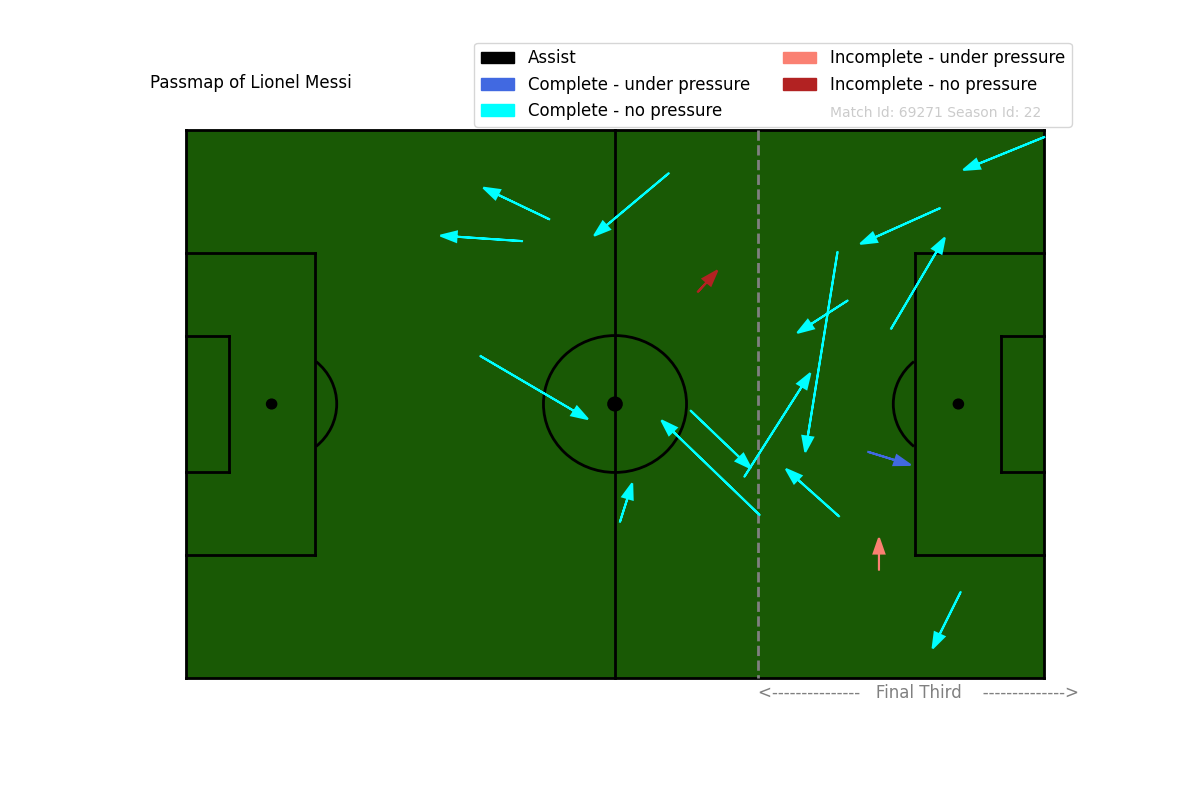 Passmap of Lionel Messi
Assist
Complete - under pressure
Complete - no pressure
Incomplete - under pressure
Incomplete - no pressure
Match Id: 69271 Season Id: 22
<---------------- Final Third --------------->